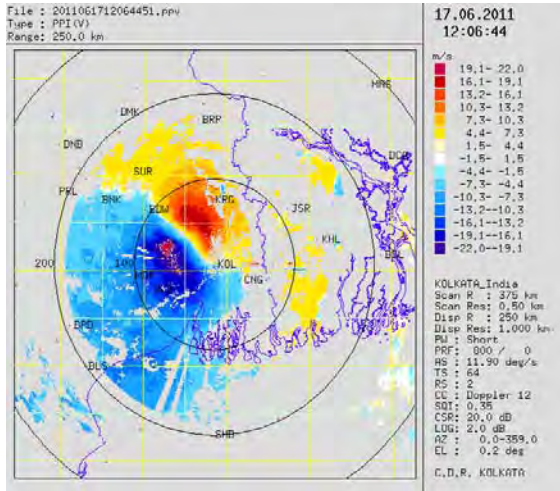 File : 2011061712064451.ppv
Type : PPI(V)
Range: 250.0 km
17.06.2011
12:06:44
m/s
19.1- 22.0
16.1- 19.1
13.2- 16.1
10.3- 13.2
7.3- 10.3
4.4- 7.3
1.5- 4.4
-1.5- 1.5
-4.4--1.5
-7.3--4.4
-10.3--7.3
-13.2--10.3
-16.1--13.2
-19.1--16.1
-22.0--19.1
HAS
DMK
BRP
DNB
SUR
PRL
BNK
BDW
KRG
JSR
KHL
200
100
KOL
CNG
BSL
BPD
BLS
SHB
KOLKATA_India
Scan R : 375 km
Scan Res: 0.50 km
Disp R : 250 km
Disp Res: 1.000 km
PW : Short
PRF: 800 / 0
AS : 11.90 deg/s
TS : 64
RS : 2
CC : Doppler 12
SQI: 0.35
CSR: 20.0 dB
LOG: 2.0 dB
AZ : 0.0-359.0
EL : 0.2 deg
C.D.R. KOLKATA